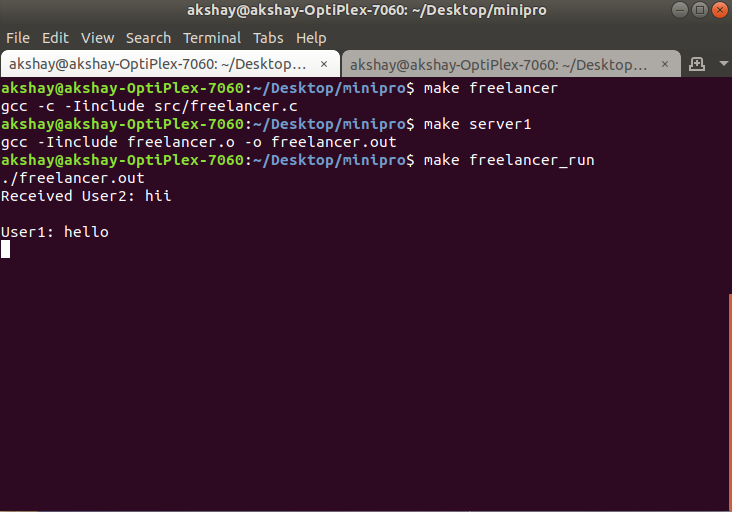 akshay@akshay-OptiPlex-7060: ~/Desktop/minipro
File Edit View Search Terminal Tabs Help
akshay@akshay-OptiPlex-7060: ~/Desktop... × akshay@akshay-OptiPlex-7060: ~/Desktop/... ×
akshay@akshay-OptiPlex-7060:~/Desktop/minipro$ make freelancer
gcc -c -Iinclude src/freelancer.c
akshay@akshay-OptiPlex-7060:~/Desktop/minipro$ make server1
gcc -Iinclude freelancer.o -o freelancer.out
akshay@akshay-OptiPlex-7060:~/Desktop/minipro$ make freelancer_run
./freelancer.out
Received User2: hii
User1: hello